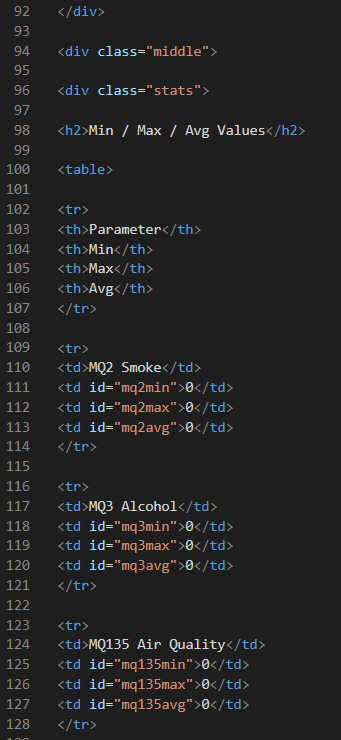 92 </div>
93
94 <div class="middle">
95
96 <div class="stats">
97
98 <h2>Min / Max / Avg Values</h2>
99
100 <table>
101
102 <tr>
103 <th>Parameter</th>
104 <th>Min</th>
105 <th>Max</th>
106 <th>Avg</th>
107 </tr>
108
109 <tr>
110 <td>MQ2 Smoke</td>
111 <td id="mq2min">0</td>
112 <td id="mq2max">0</td>
113 <td id="mq2avg">0</td>
114 </tr>
115
116 <tr>
117 <td>MQ3 Alcohol</td>
118 <td id="mq3min">0</td>
119 <td id="mq3max">0</td>
120 <td id="mq3avg">0</td>
121 </tr>
122
123 <tr>
124 <td>MQ135 Air Quality</td>
125 <td id="mq135min">0</td>
126 <td id="mq135max">0</td>
127 <td id="mq135avg">0</td>
128 </tr>